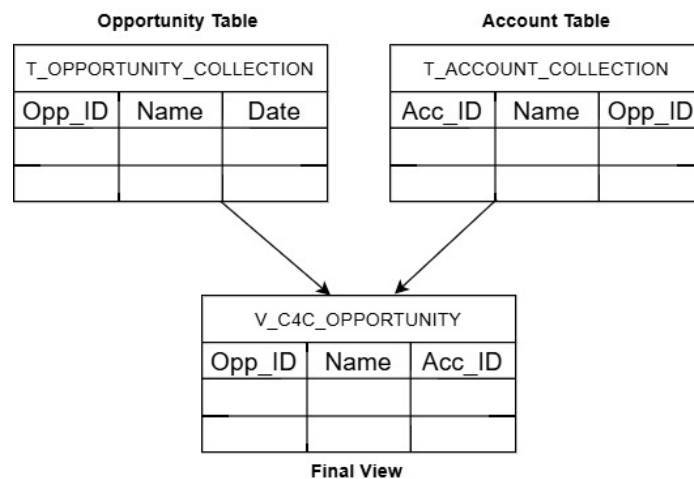 Opportunity Table
T_OPPORTUNITY_COLLECTION
Opp_ID Name Date
Account Table
T_ACCOUNT_COLLECTION
Acc_ID Name Opp_ID
V_C4C_OPPORTUNITY
Opp_ID Name Acc_ID
Final View